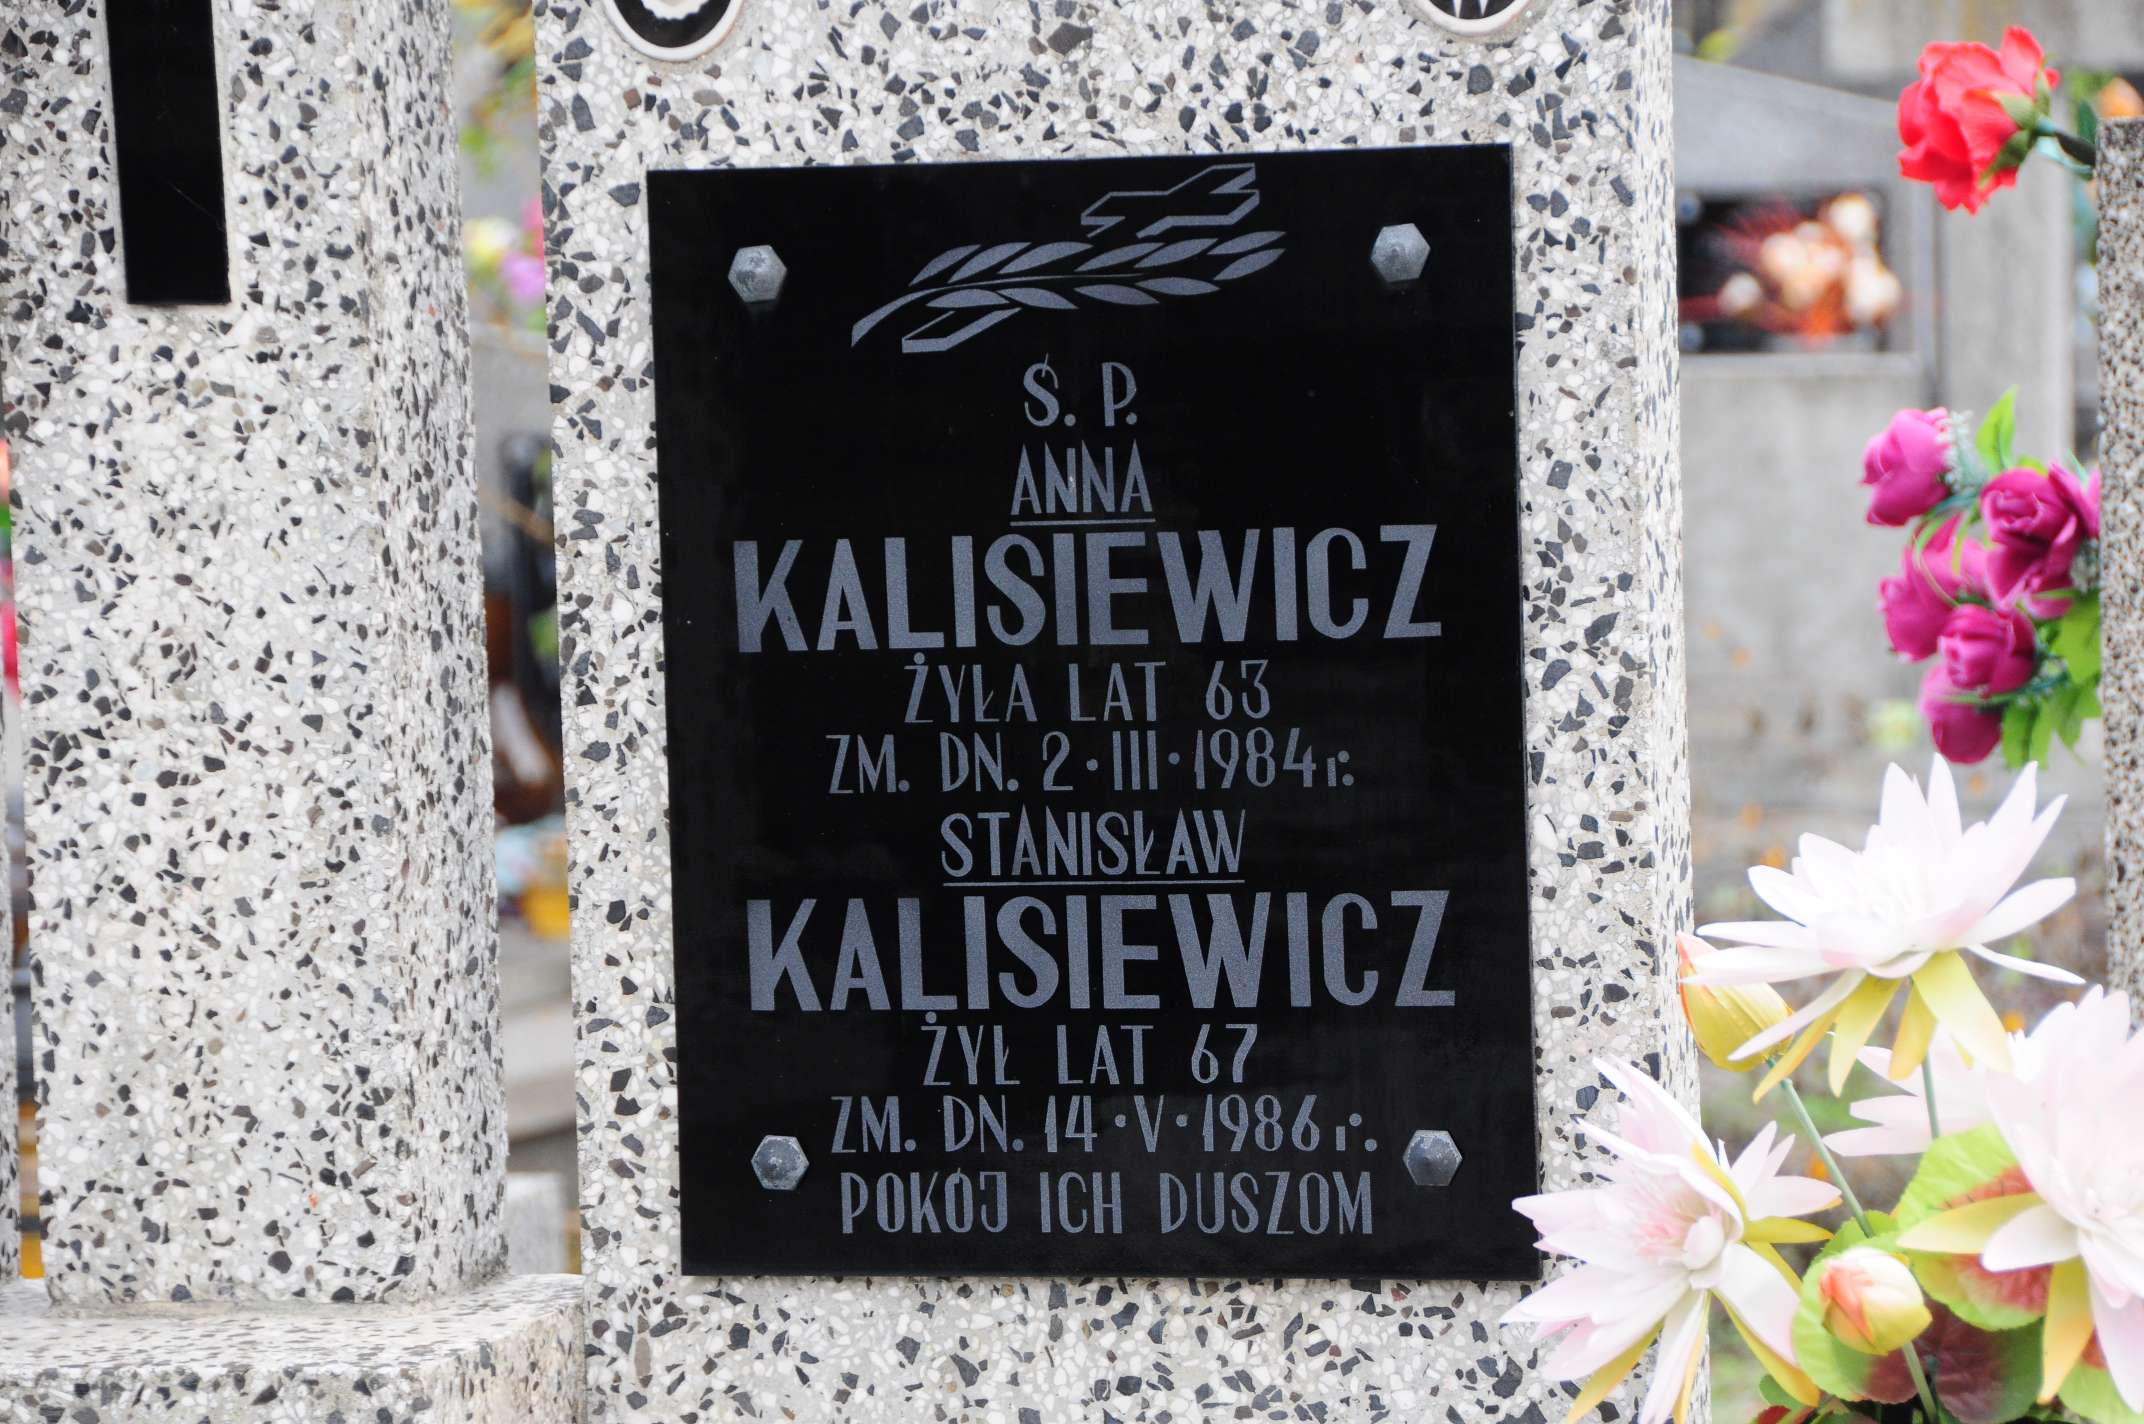 Ś. P.
ANNA
KALISIEWICZ
ŻYŁA LAT 63
ZM. DN. 2·III·1984 r.
STANISŁAW
KALISIEWICZ
ŻYŁ LAT 67
ZM. DN. 14·V·1986 r.
POKÓJ ICH DUSZOM